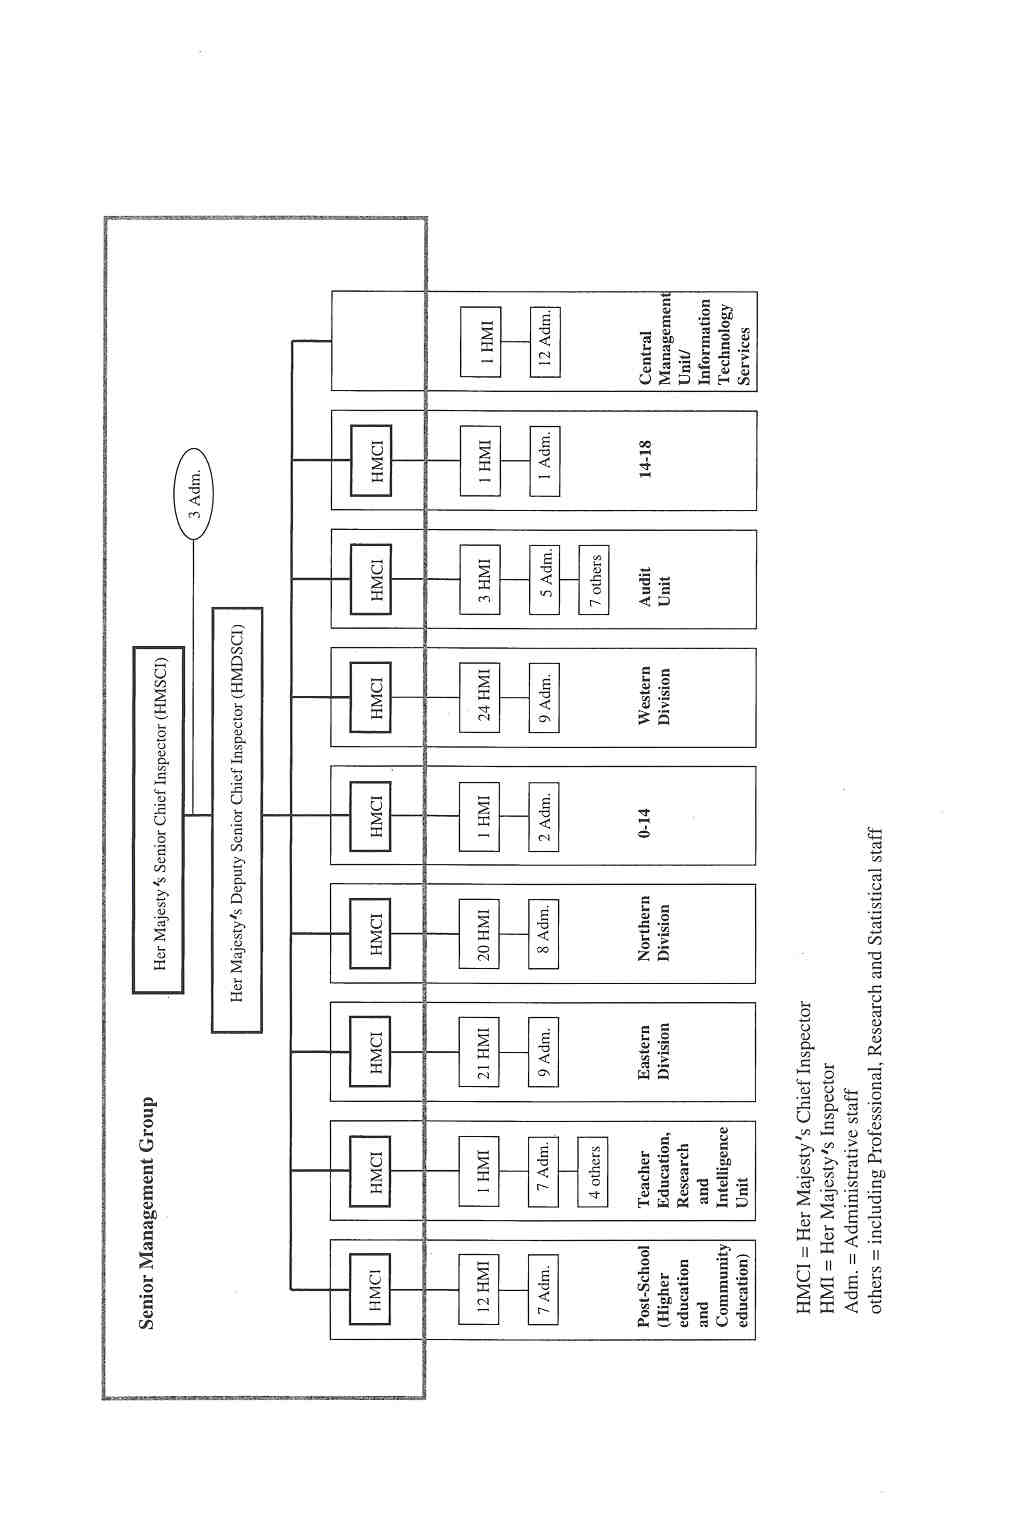 Senior Management Group
Her Majesty's Senior Chief Inspector (HMSCI)
3 Adm.
Her Majesty's Deputy Senior Chief Inspector (HMDSCI)
HMCI
12 HMI
7 Adm.
Post-School
(Higher
education
and
Community
education)
HMCI
1 HMI
7 Adm.
4 others
Teacher
Education,
Research
and
Intelligence
Unit
HMCI
21 HMI
9 Adm.
Eastern
Division
HMCI
20 HMI
8 Adm.
Northern
Division
HMCI
1 HMI
2 Adm.
0-14
HMCI
24 HMI
9 Adm.
Western
Division
HMCI
3 HMI
5 Adm.
7 others
Audit
Unit
HMCI
1 HMI
1 Adm.
14-18
1 HMI
12 Adm.
Central
Management
Unit/
Information
Technology
Services
HMCI = Her Majesty's Chief Inspector
HMI = Her Majesty's Inspector
Adm. = Administrative staff
others = including Professional, Research and Statistical staff